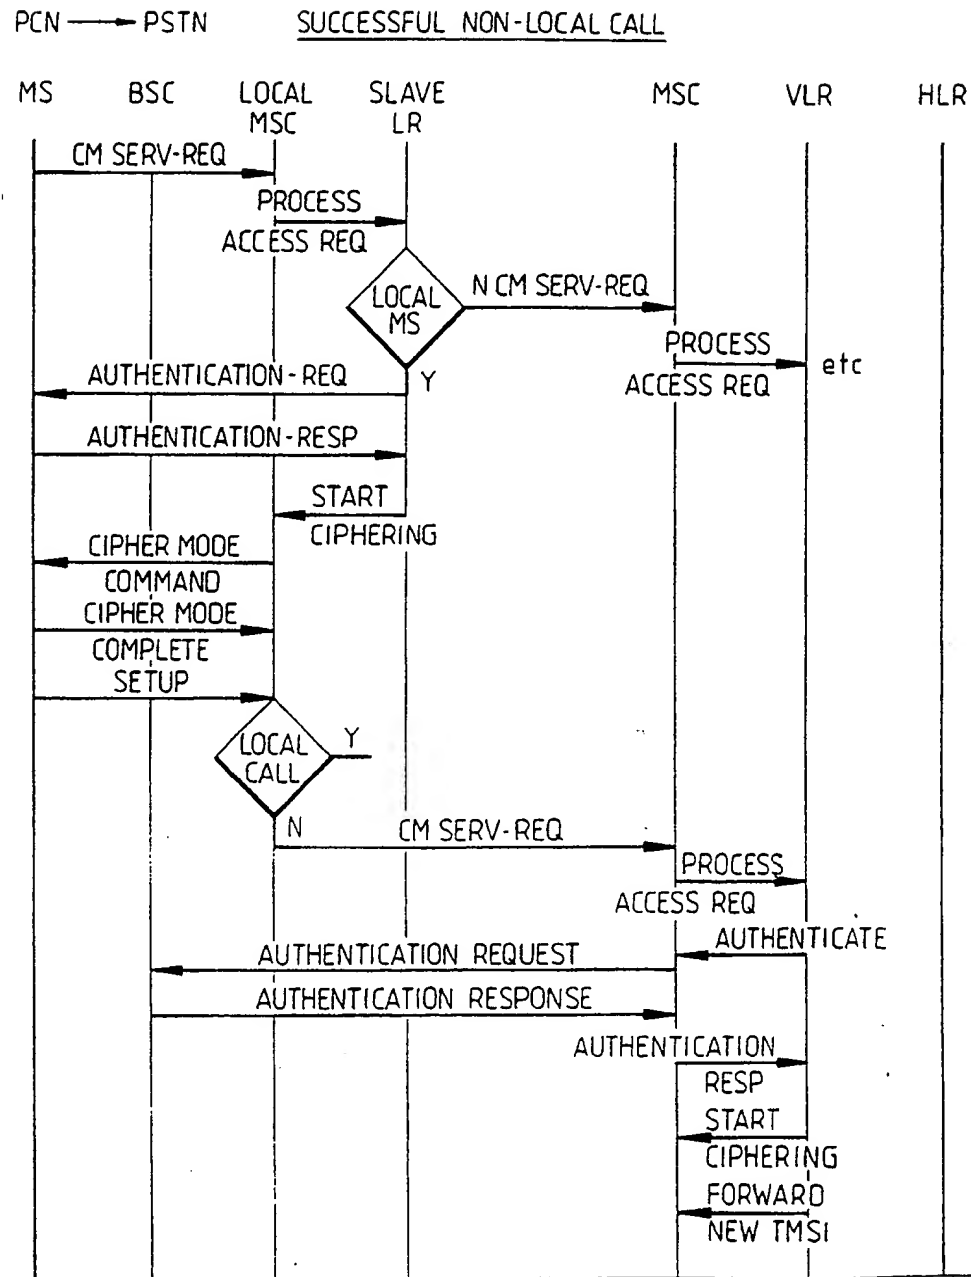 PCN → PSTN SUCCESSFUL NON-LOCAL CALL
MS BSC LOCAL MSC SLAVE LR MSC VLR HLR
CM SERV-REQ
PROCESS
ACCESS REQ
LOCAL
MS
N CM SERV-REQ
PROCESS
ACCESS REQ
etc
Y
AUTHENTICATION-REQ
AUTHENTICATION-RESP
START
CIPHERING
CIPHER MODE
COMMAND
CIPHER MODE
COMPLETE
SETUP
LOCAL
CALL
Y
N
CM SERV-REQ
PROCESS
ACCESS REQ
AUTHENTICATE
AUTHENTICATION REQUEST
AUTHENTICATION RESPONSE
AUTHENTICATION
RESP
START
CIPHERING
FORWARD
NEW TMSI